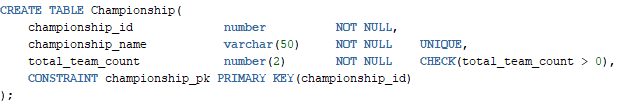 CREATE TABLE Championship(
championship_id number NOT NULL,
championship_name varchar(50) NOT NULL UNIQUE,
total_team_count number(2) NOT NULL CHECK(total_team_count > 0),
CONSTRAINT championship_pk PRIMARY KEY(championship_id)
);